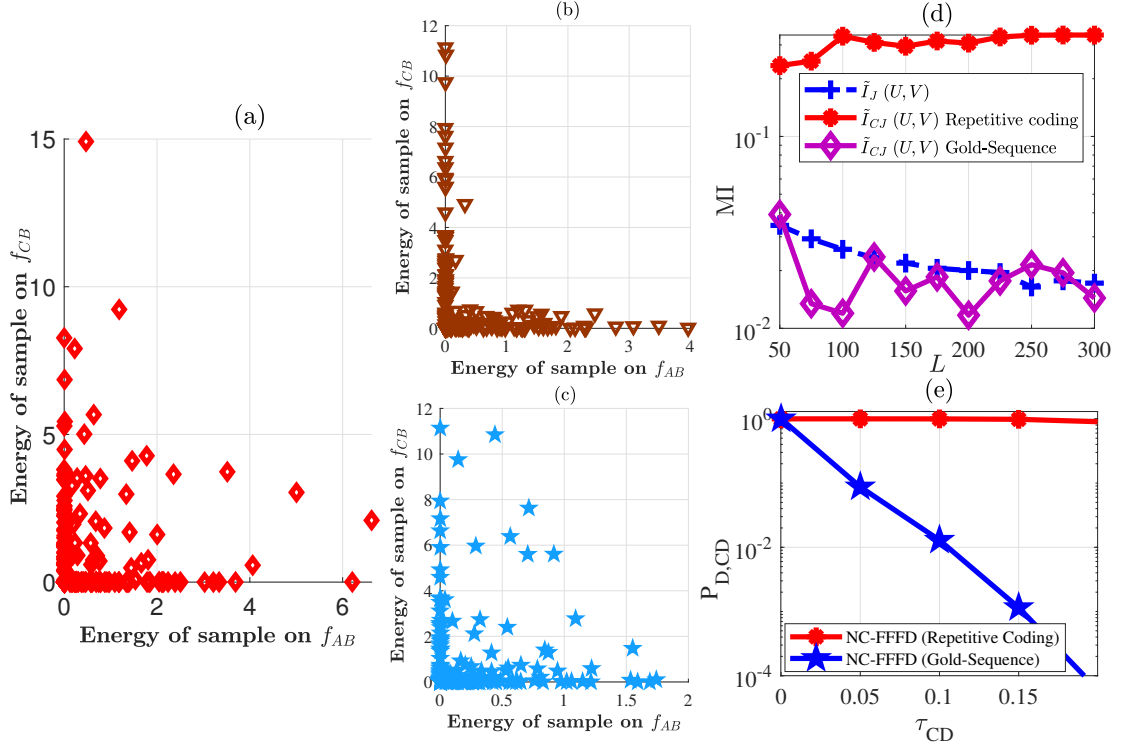 (a)
15
10
5
0
0 2 4 6
Energy of sample on f_CB
Energy of sample on f_AB
(b)
12
10
8
6
4
2
0
0 1 2 3 4
Energy of sample on f_CB
Energy of sample on f_AB
(c)
12
10
8
6
4
2
0
0 0.5 1 1.5 2
Energy of sample on f_CB
Energy of sample on f_AB
(d)
Ĩ_J (U, V)
Ĩ_CJ (U, V) Repetitive coding
Ĩ_CJ (U, V) Gold-Sequence
10^-1
10^-2
MI
50 100 150 200 250 300
L
(e)
10^0
10^-2
10^-4
P_D,CD
NC-FFFD (Repetitive Coding)
NC-FFFD (Gold-Sequence)
0 0.05 0.1 0.15
τ_CD